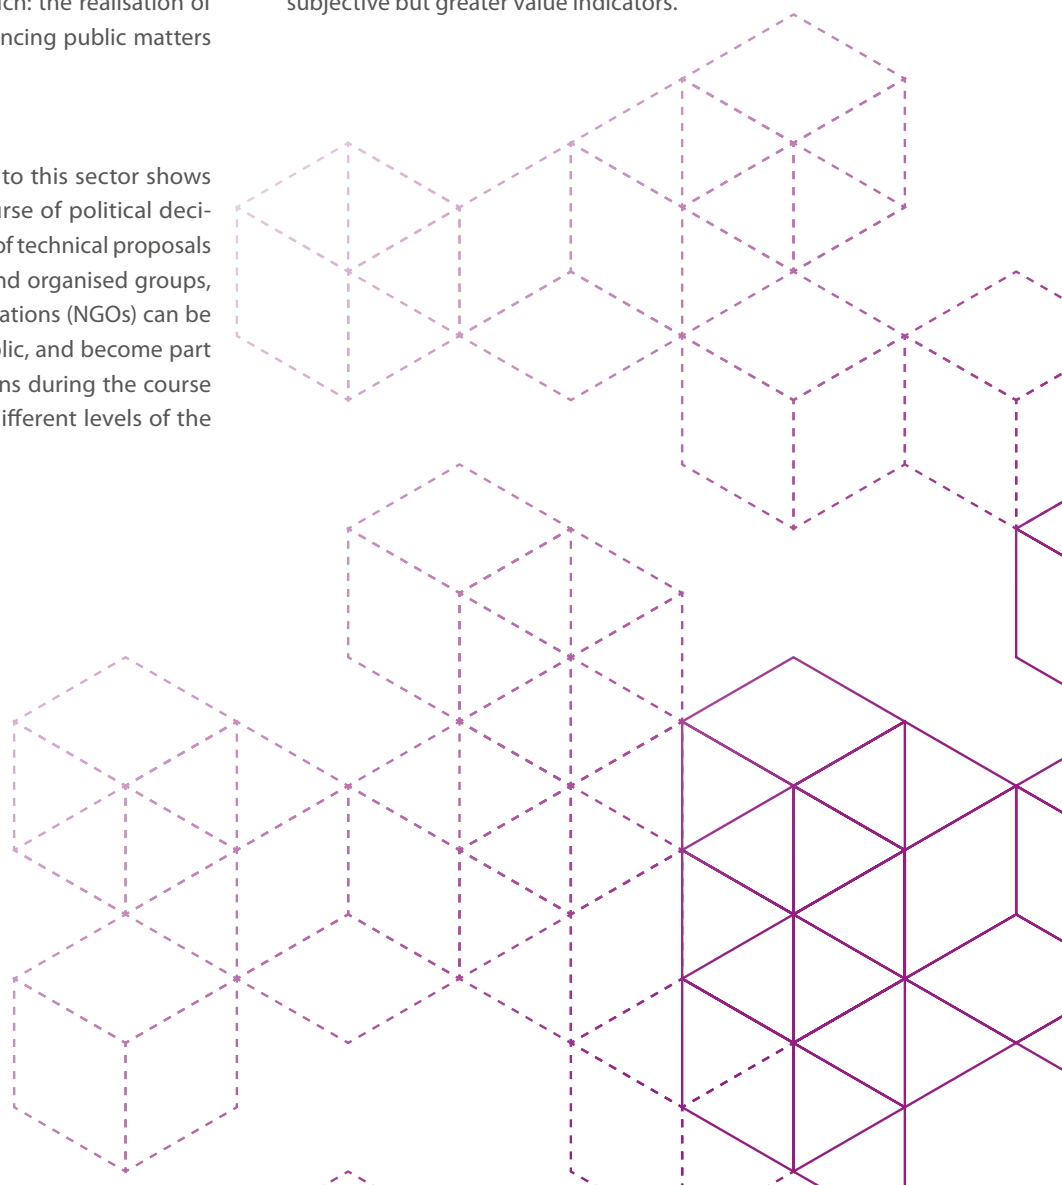 ch: the realisation of
ncing public matters
to this sector shows
urse of political deci-
of technical proposals
nd organised groups,
ations (NGOs) can be
olic, and become part
ns during the course
ifferent levels of the
subjective but greater value indicators.